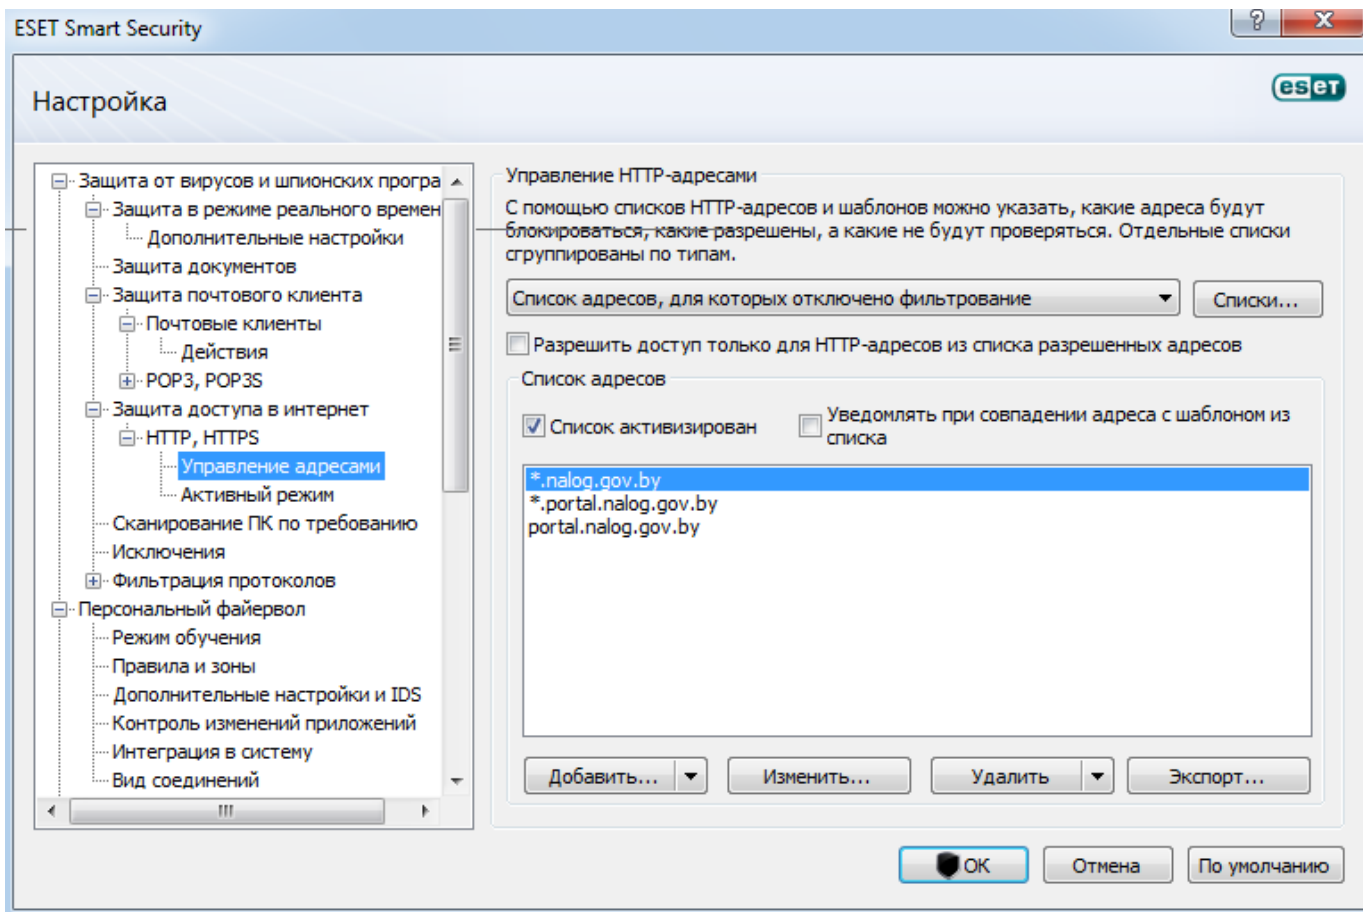 ESET Smart Security
?
X
Настройка
eseT
Защита от вирусов и шпионских програ
Защита в режиме реального времен
Дополнительные настройки
Защита документов
Защита почтового клиента
Почтовые клиенты
Действия
POP3, POP3S
Защита доступа в интернет
HTTP, HTTPS
Управление адресами
Активный режим
Сканирование ПК по требованию
Исключения
Фильтрация протоколов
Персональный файервол
Режим обучения
Правила и зоны
Дополнительные настройки и IDS
Контроль изменений приложений
Интеграция в систему
Вид соединений
Управление HTTP-адресами
С помощью списков HTTP-адресов и шаблонов можно указать, какие адреса будут
блокироваться, какие разрешены, а какие не будут проверяться. Отдельные списки
сгруппированы по типам.
Список адресов, для которых отключено фильтрование
Списки...
Разрешить доступ только для HTTP-адресов из списка разрешенных адресов
Список адресов
Список активизирован
Уведомлять при совпадении адреса с шаблоном из
списка
*.nalog.gov.by
*.portal.nalog.gov.by
portal.nalog.gov.by
Добавить...
Изменить...
Удалить
Экспорт...
ОК
Отмена
По умолчанию